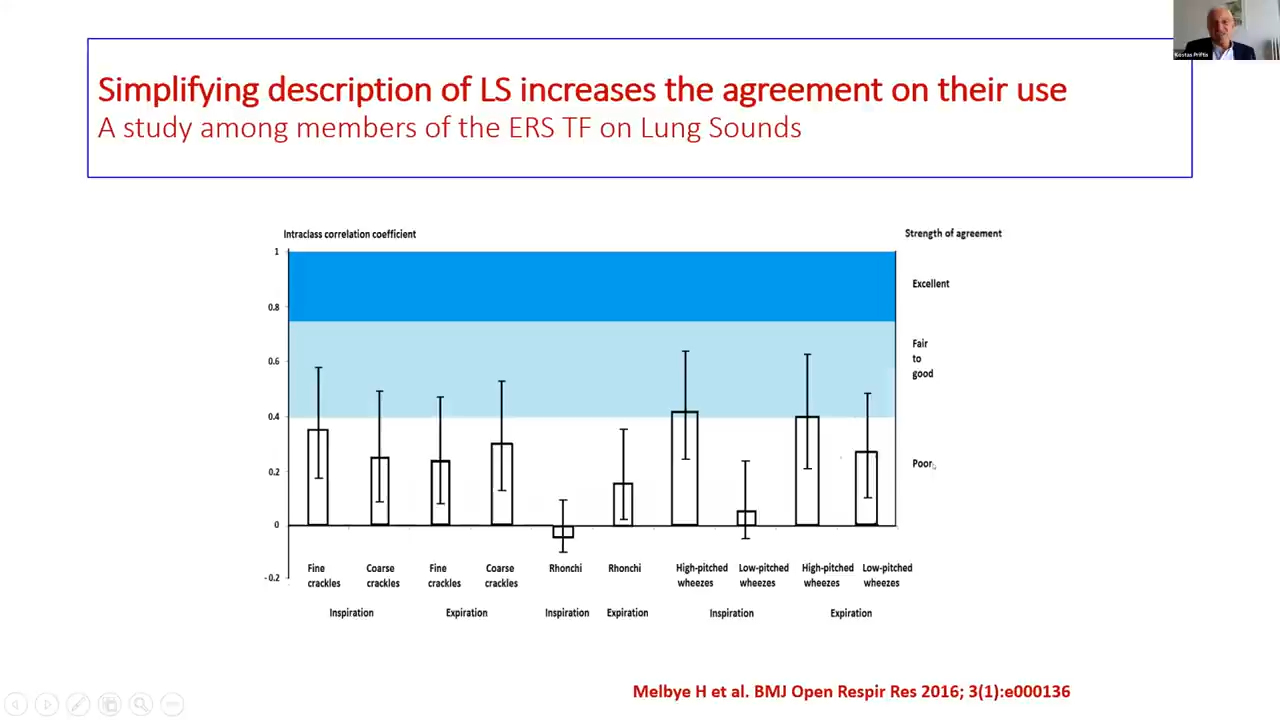 Kostas Priftis
Simplifying description of LS increases the agreement on their use
A study among members of the ERS TF on Lung Sounds
Intraclass correlation coefficient
Strength of agreement
1
0.8
0.6
0.4
0.2
0
- 0.2
Excellent
Fair
to
good
Poor
Fine crackles
Coarse crackles
Fine crackles
Coarse crackles
Rhonchi
Rhonchi
High-pitched wheezes
Low-pitched wheezes
High-pitched wheezes
Low-pitched wheezes
Inspiration
Expiration
Inspiration
Expiration
Inspiration
Expiration
Melbye H et al. BMJ Open Respir Res 2016; 3(1):e000136